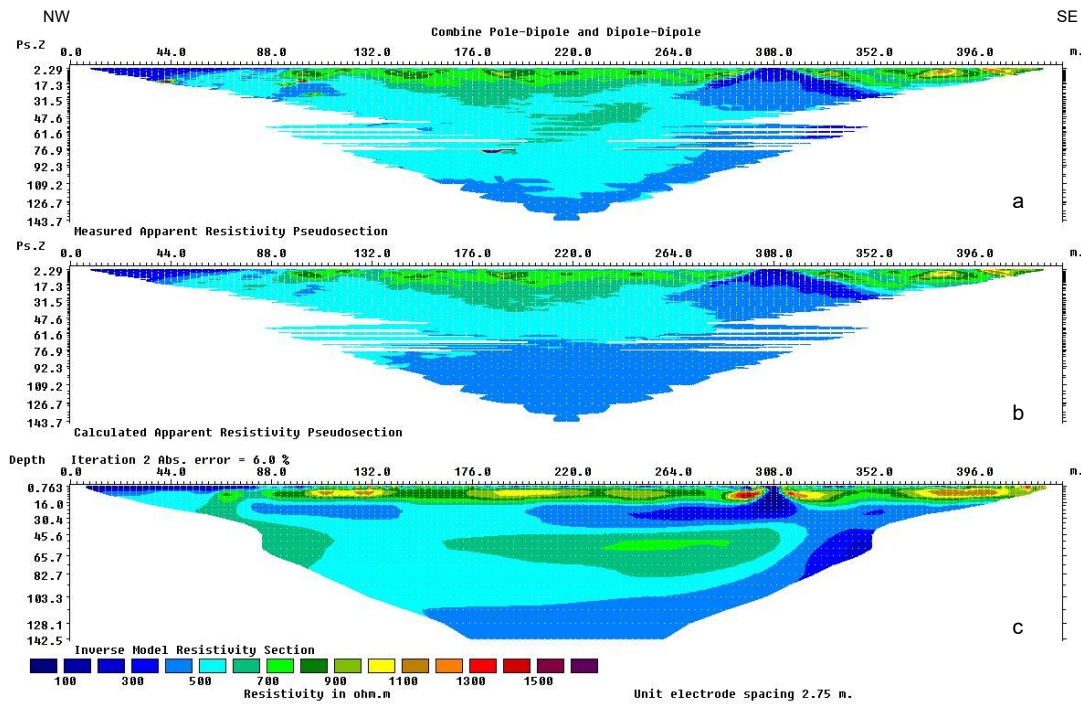 NW SE
Combine Pole-Dipole and Dipole-Dipole
Ps.Z 0.0 44.0 88.0 132.0 176.0 220.0 264.0 308.0 352.0 396.0 m.
2.29
17.3
31.5
47.6
61.6
76.9
92.3
109.2
126.7
143.7
a
Measured Apparent Resistivity Pseudosection
Ps.Z 0.0 44.0 88.0 132.0 176.0 220.0 264.0 308.0 352.0 396.0 m.
2.29
17.3
31.5
47.6
61.6
76.9
92.3
109.2
126.7
143.7
b
Calculated Apparent Resistivity Pseudosection
Depth Iteration 2 Abs. error = 6.0 %
0.0 44.0 88.0 132.0 176.0 220.0 264.0 308.0 352.0 396.0 m.
0.763
16.0
30.4
45.6
65.7
82.7
103.3
128.1
142.5
c
Inverse Model Resistivity Section
100 300 500 700 900 1100 1300 1500
Resistivity in ohm.m Unit electrode spacing 2.75 m.